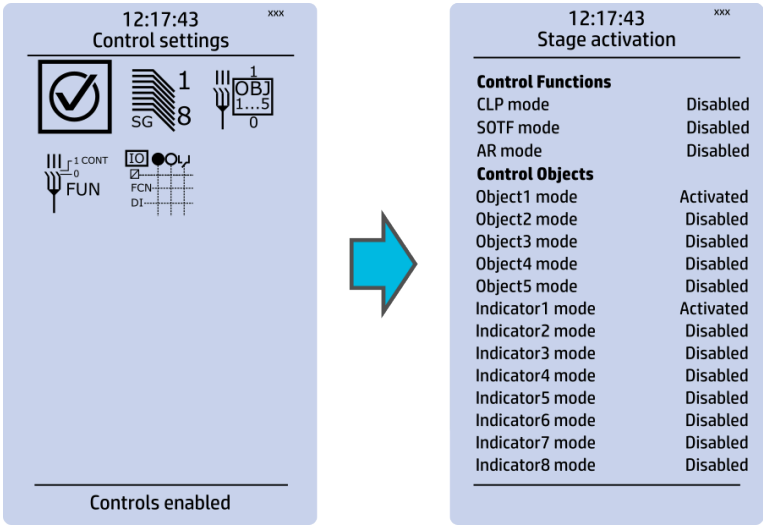 12:17:43 xxx
Control settings
1
SG 8
1
OBJ
1...5
0
1 CONT
0
FUN
IO
FCN
DI
Controls enabled
12:17:43 xxx
Stage activation
Control Functions
CLP mode Disabled
SOTF mode Disabled
AR mode Disabled
Control Objects
Object1 mode Activated
Object2 mode Disabled
Object3 mode Disabled
Object4 mode Disabled
Object5 mode Disabled
Indicator1 mode Activated
Indicator2 mode Disabled
Indicator3 mode Disabled
Indicator4 mode Disabled
Indicator5 mode Disabled
Indicator6 mode Disabled
Indicator7 mode Disabled
Indicator8 mode Disabled